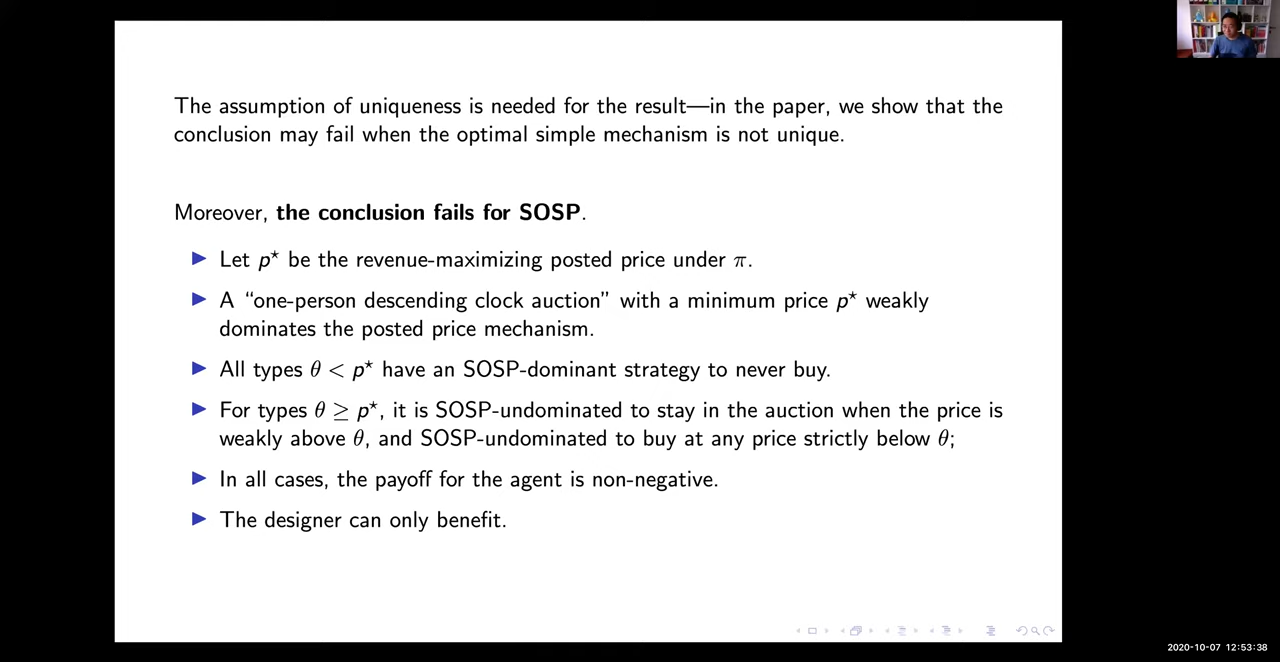 The assumption of uniqueness is needed for the result—in the paper, we show that the
conclusion may fail when the optimal simple mechanism is not unique.
Moreover, the conclusion fails for SOSP.
▶ Let p⋆ be the revenue-maximizing posted price under π.
▶ A “one-person descending clock auction” with a minimum price p⋆ weakly
dominates the posted price mechanism.
▶ All types θ < p⋆ have an SOSP-dominant strategy to never buy.
▶ For types θ ≥ p⋆, it is SOSP-undominated to stay in the auction when the price is
weakly above θ, and SOSP-undominated to buy at any price strictly below θ;
▶ In all cases, the payoff for the agent is non-negative.
▶ The designer can only benefit.
2020-10-07 12:53:38